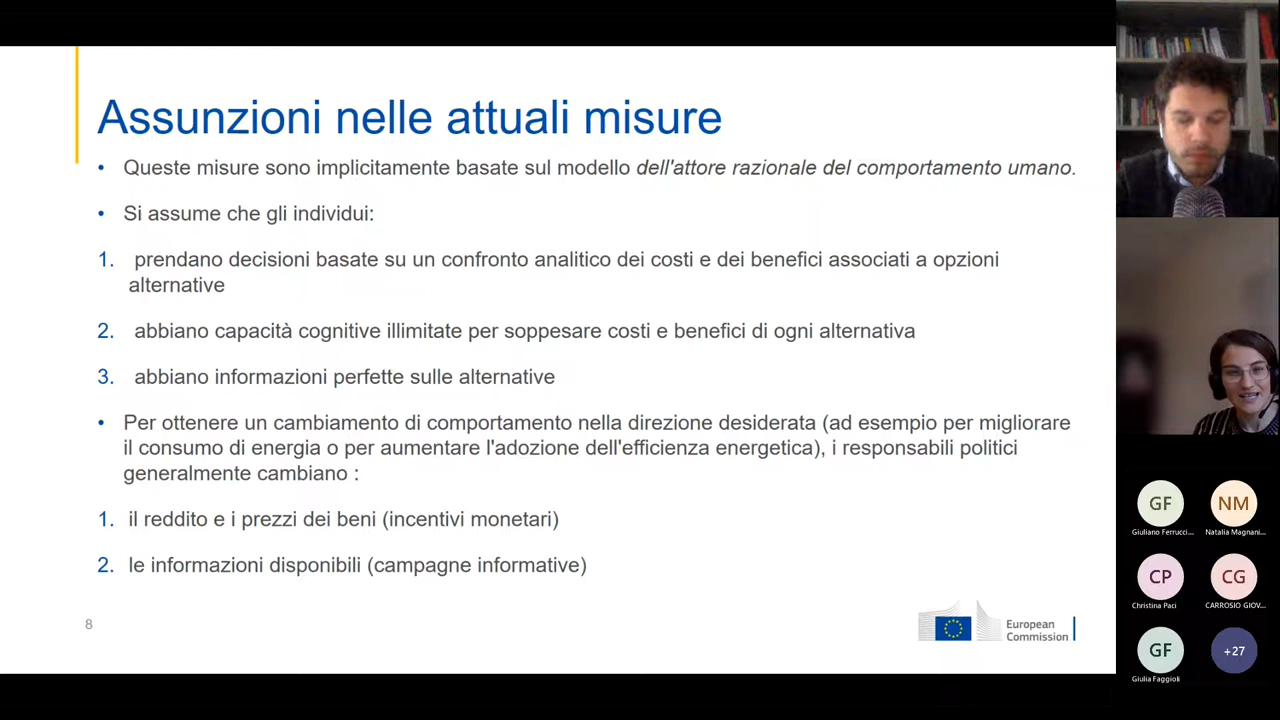 Assunzioni nelle attuali misure
• Queste misure sono implicitamente basate sul modello dell'attore razionale del comportamento umano.
• Si assume che gli individui:
1. prendano decisioni basate su un confronto analitico dei costi e dei benefici associati a opzioni
alternative
2. abbiano capacità cognitive illimitate per soppesare costi e benefici di ogni alternativa
3. abbiano informazioni perfette sulle alternative
• Per ottenere un cambiamento di comportamento nella direzione desiderata (ad esempio per migliorare
il consumo di energia o per aumentare l'adozione dell'efficienza energetica), i responsabili politici
generalmente cambiano :
1. il reddito e i prezzi dei beni (incentivi monetari)
2. le informazioni disponibili (campagne informative)
8
European
Commission
GF
Giuliano Ferrucci...
NM
Natalia Magnani...
CP
Christina Paci
CG
CARROSIO GIOV...
GF
Giulia Faggioli
+27